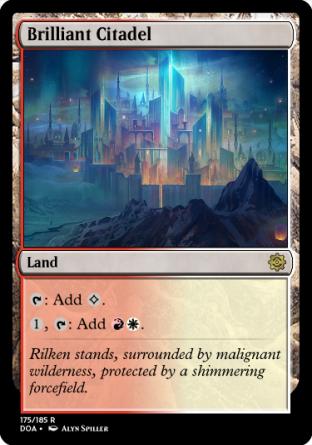 Brilliant Citadel
Land
: Add .
1, : Add .
Rilken stands, surrounded by malignant
wilderness, protected by a shimmering
forcefield.
175/185 R
DOA • Alyn Spiller